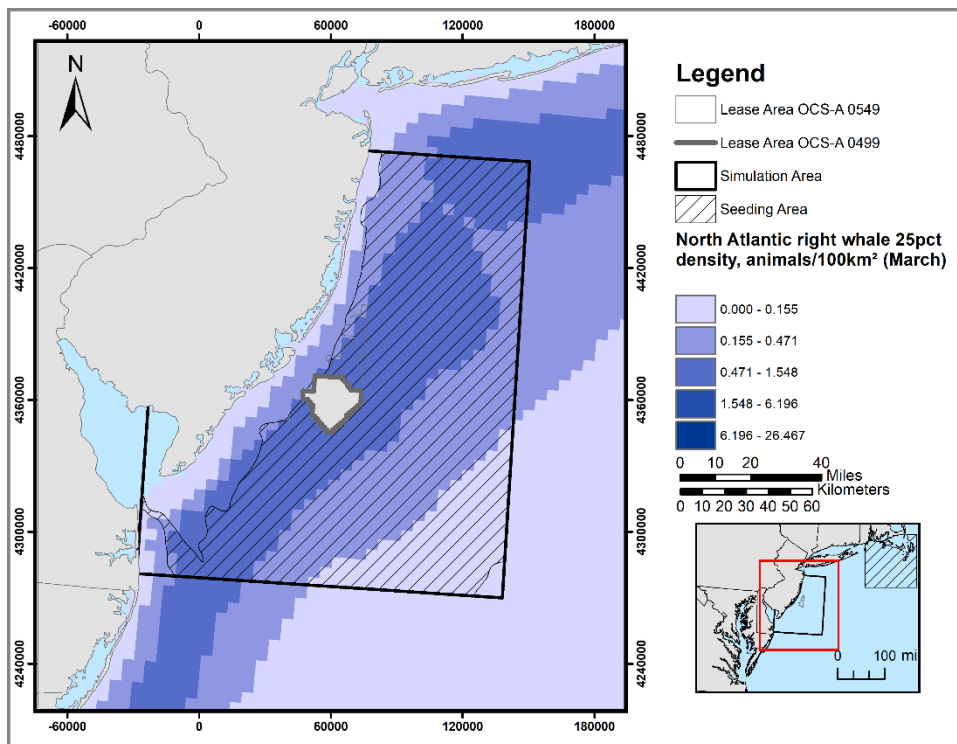 -60000 0 60000 120000 180000
N
4480000 4480000
4420000 4420000
4360000 4360000
4300000 4300000
4240000 4240000
-60000 0 60000 120000 180000
Legend
Lease Area OCS-A 0549
Lease Area OCS-A 0499
Simulation Area
Seeding Area
North Atlantic right whale 25pct
density, animals/100km² (March)
0.000 - 0.155
0.155 - 0.471
0.471 - 1.548
1.548 - 6.196
6.196 - 26.467
0 10 20 40
Miles
Kilometers
0 10 20 30 40 50 60
0 100 mi